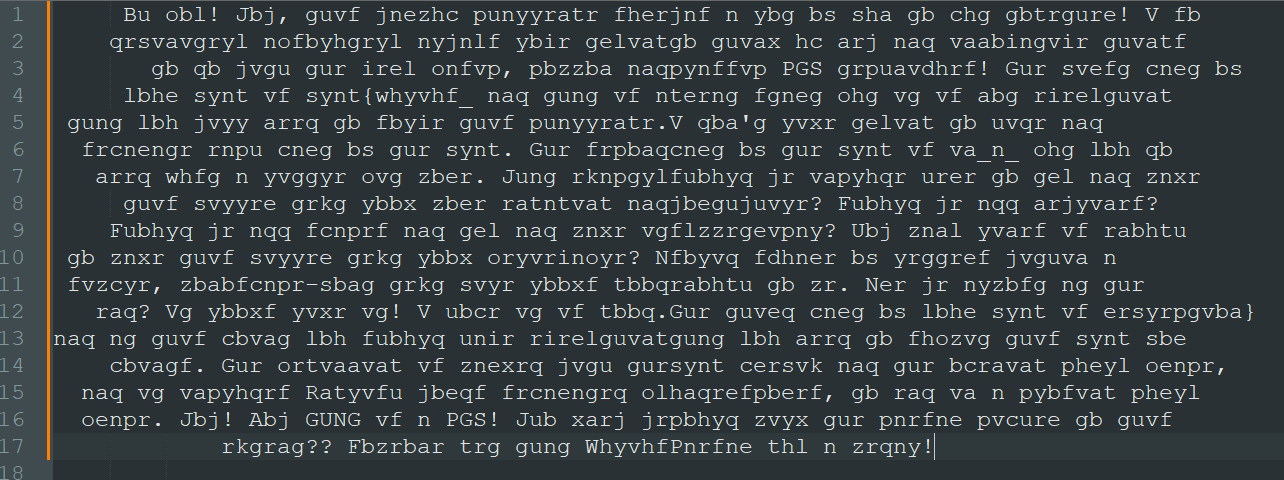 1 Bu obl! Jbj, guvf jnezhc punyyratr fherjnf n ybg bs sha gb chg gbtrgure! V fb
2 qrsvavgryl nofbyhgryl nyjnlf ybir gelvatgb guvax hc arj naq vaabingvir guvatf
3 gb qb jvgu gur irel onfvp, pbzzba naqpynffvp PGS grpuavdhrf! Gur svefg cneg bs
4 lbhe synt vf synt{whyvhf_ naq gung vf nterng fgneg ohg vg vf abg rirelguvat
5 gung lbh jvyy arrq gb fbyir guvf punyyratr.V qba'g yvxr gelvat gb uvqr naq
6 frcnengr rnpu cneg bs gur synt. Gur frpbaqcneg bs gur synt vf va_n_ ohg lbh qb
7 arrq whfg n yvggyr ovg zber. Jung rknpgylfubhyq jr vapyhqr urer gb gel naq znxr
8 guvf svyyre grkg ybbx zber ratntvat naqjbegujuvyr? Fubhyq jr nqq arjyvarf?
9 Fubhyq jr nqq fcnprf naq gel naq znxr vgflzzrgevpny? Ubj znal yvarf vf rabhtu
10 gb znxr guvf svyyre grkg ybbx oryvrinoyr? Nfbyvq fdhner bs yrggref jvguva n
11 fvzcyr, zbabfcnpr-sbag grkg svyr ybbxf tbbqrabhtu gb zr. Ner jr nyzbfg ng gur
12 raq? Vg ybbxf yvxr vg! V ubcr vg vf tbbq.Gur guveq cneg bs lbhe synt vf ersyrpgvba}
13 naq ng guvf cbvag lbh fubhyq unir rirelguvatgung lbh arrq gb fhozvg guvf synt sbe
14 cbvagf. Gur ortvaavat vf znexrq jvgu gursynt cersvk naq gur bcravat pheyl oenpr,
15 naq vg vapyhqrf Ratyvfu jbeqf frcnengrq olhaqrefpberf, gb raq va n pybfvat pheyl
16 oenpr. Jbj! Abj GUNG vf n PGS! Jub xarj jrpbhyq zvyx gur pnrfne pvcure gb guvf
17 rkgrag?? Fbzrbar trg gung WhyvhfPnrfne thl n zrqny!
18